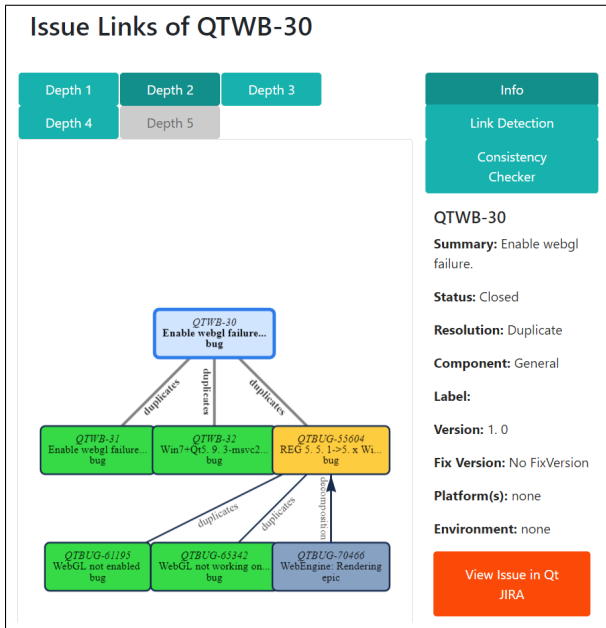 Issue Links of QTWB-30
Depth 1
Depth 2
Depth 3
Depth 4
Depth 5
Info
Link Detection
Consistency
Checker
QTWB-30
Enable webgl failure...
bug
duplicates
duplicates
duplicates
QTWB-31
Enable webgl failure...
bug
QTWB-32
Win7+Qt5. 9. 3-msvc2...
bug
QTBUG-55604
REG 5. 5. 1->5. x Wi...
bug
duplicates
duplicates
decomposition
QTBUG-61195
WebGL not enabled
bug
QTBUG-65342
WebGL not working on...
bug
QTBUG-70466
WebEngine: Rendering
epic
QTWB-30
Summary: Enable webgl
failure.
Status: Closed
Resolution: Duplicate
Component: General
Label:
Version: 1. 0
Fix Version: No FixVersion
Platform(s): none
Environment: none
View Issue in Qt
JIRA